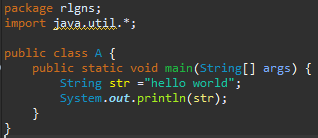 package rlgns;
import java.util.*;
public class A {
public static void main(String[] args) {
String str ="hello world";
System.out.println(str);
}
}